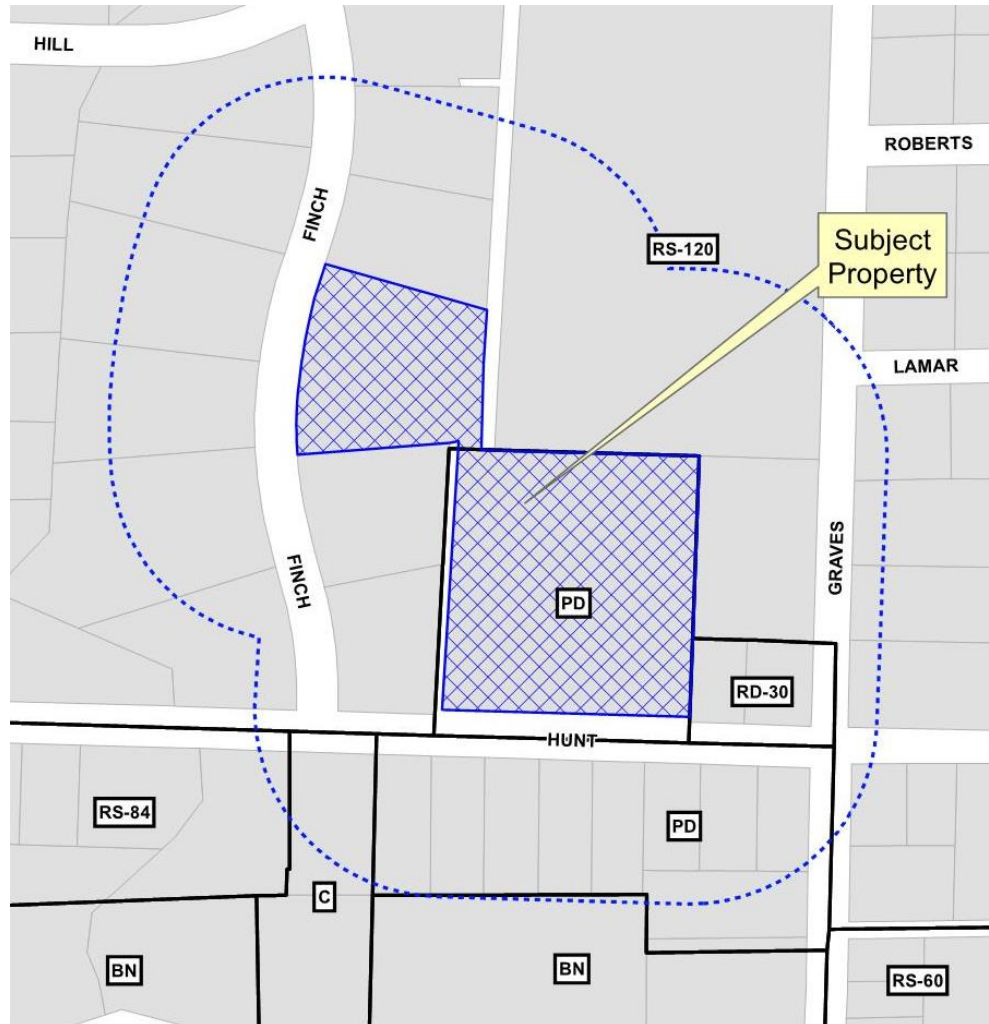 HILL
ROBERTS
FINCH
RS-120
Subject
Property
LAMAR
GRAVES
FINCH
PD
RD-30
HUNT
RS-84
PD
C
BN
BN
RS-60